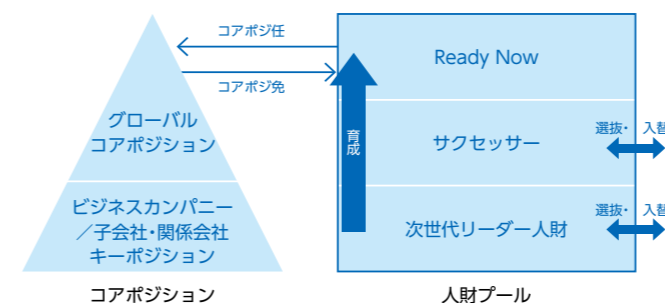 コアポジ任
コアポジ免
グローバル
コアポジション
ビジネスカンパニー
／子会社・関係会社
キーポジション
コアポジション
Ready Now
育成
サクセッサー
選抜・入替
次世代リーダー人財
選抜・入替
人財プール